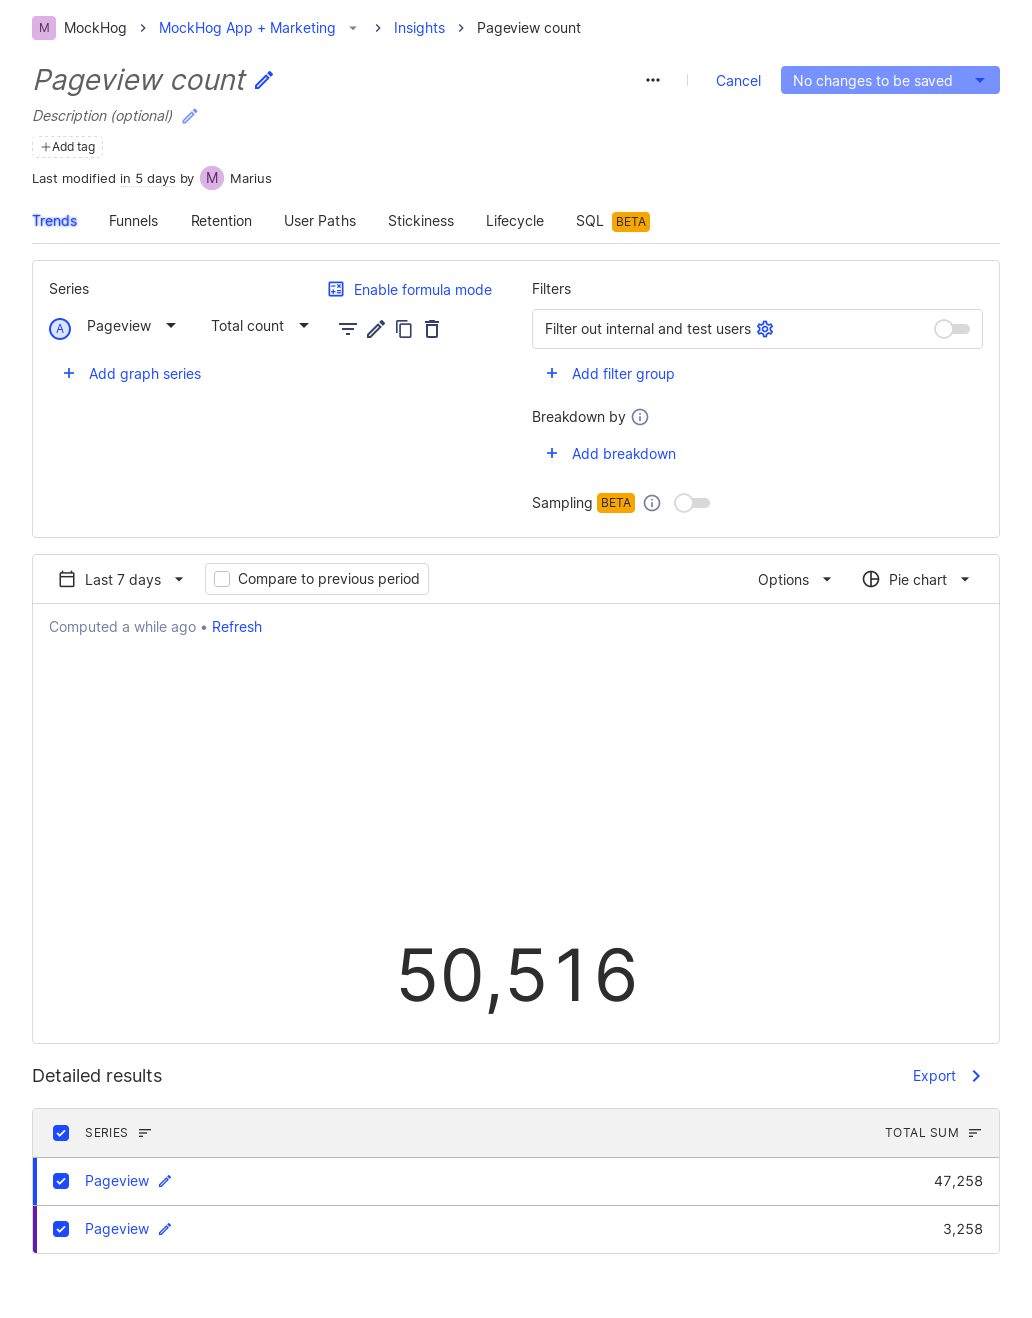 M MockHog MockHog App + Marketing Insights Pageview count
Pageview count
No changes to be saved
Cancel
Description (optional)
Add tag
Last modified in 5 days by M Marius
Trends Funnels Retention User Paths Stickiness Lifecycle SQL BETA
Series
Enable formula mode
A Pageview Total count
Add graph series
Filters
Filter out internal and test users
Add filter group
Breakdown by
Add breakdown
Sampling BETA
Last 7 days Compare to previous period Options Pie chart
Computed a while ago • Refresh
50,516
Detailed results Export
SERIES TOTAL SUM
Pageview 47,258
Pageview 3,258